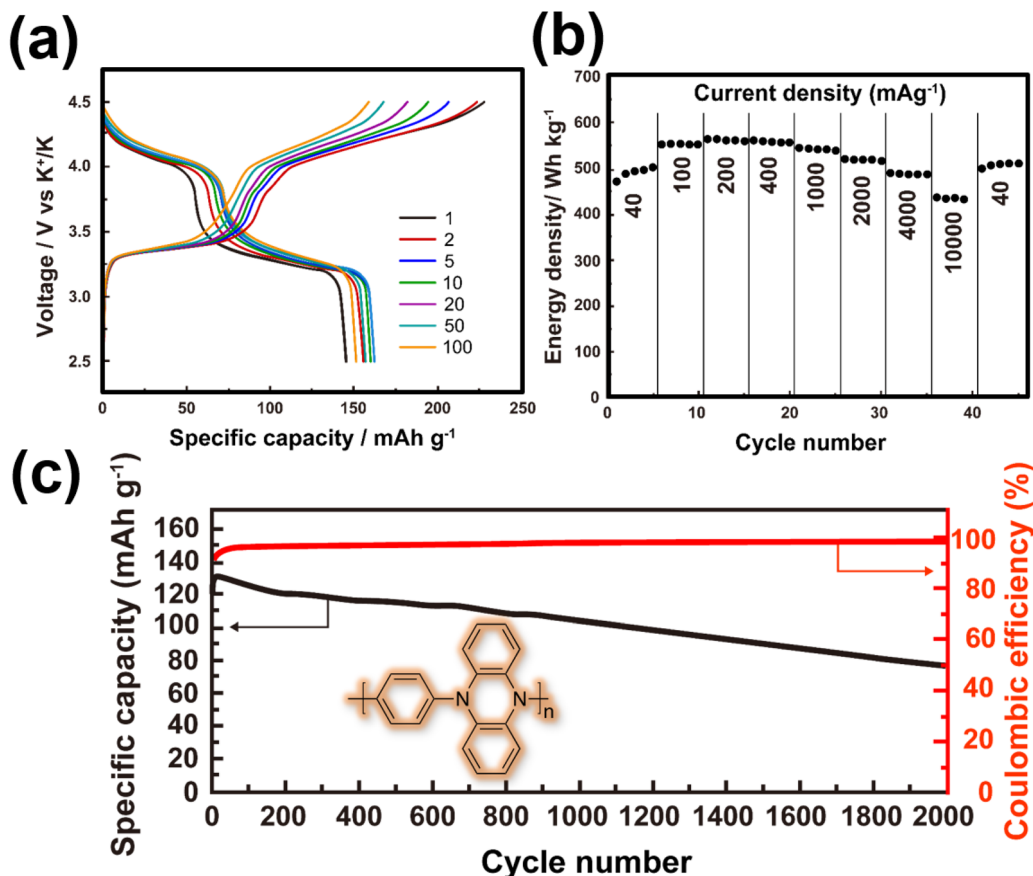 (a)
Voltage / V vs K⁺/K
4.5
4.0
3.5
3.0
2.5
1
2
5
10
20
50
100
0 50 100 150 200 250
Specific capacity / mAh g⁻¹
(b)
Energy density/ Wh kg⁻¹
700
600
500
400
300
200
100
0
Current density (mAg⁻¹)
40 100 200 400 1000 2000 4000 10000 40
0 10 20 30 40
Cycle number
(c)
Specific capacity (mAh g⁻¹)
160
140
120
100
80
60
40
20
0
N N n
Coulombic efficiency (%)
100
80
60
40
20
0
0 200 400 600 800 1000 1200 1400 1600 1800 2000
Cycle number